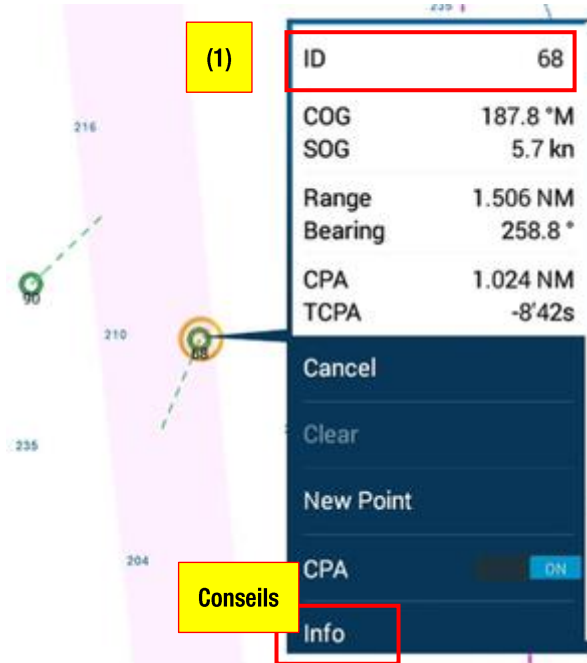 235
(1)
ID 68
COG 187.8 °M
SOG 5.7 kn
Range 1.506 NM
Bearing 258.8 °
CPA 1.024 NM
TCPA -8'42s
216
90
210
68
235
204
Cancel
Clear
New Point
CPA ON
Conseils
Info